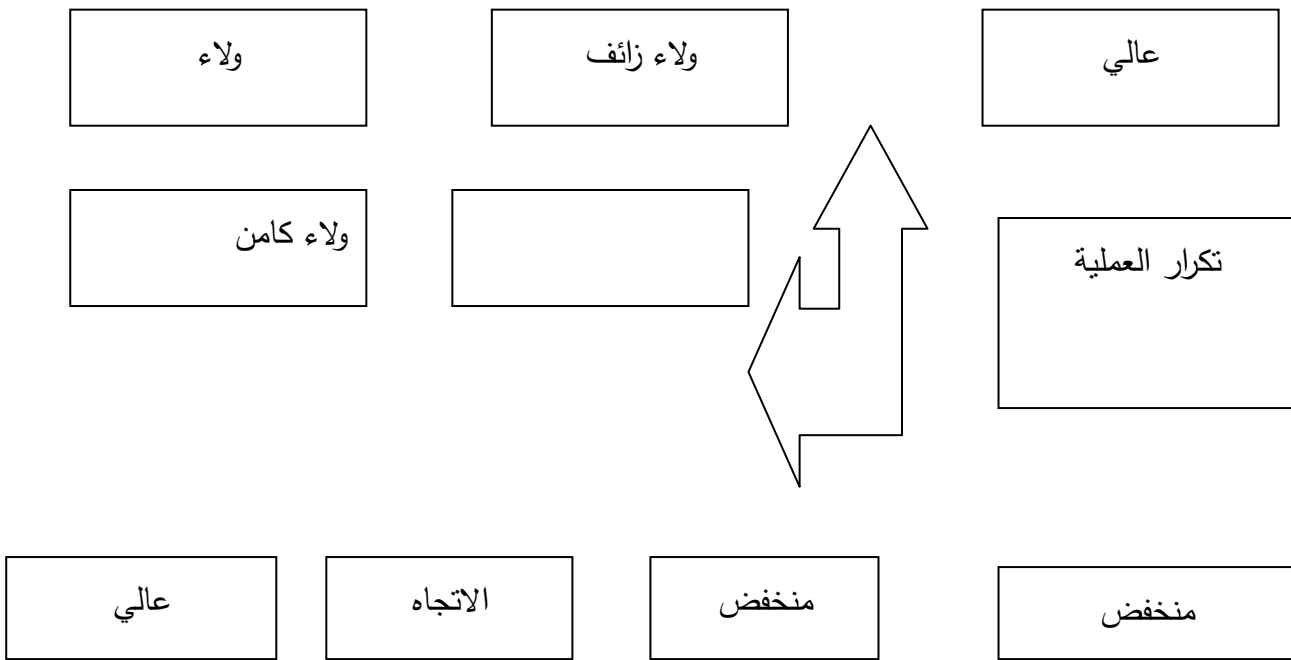 عالي
ولاء زائف
ولاء
تكرار العملية
ولاء كامن
منخفض
منخفض
الاتجاه
عالي